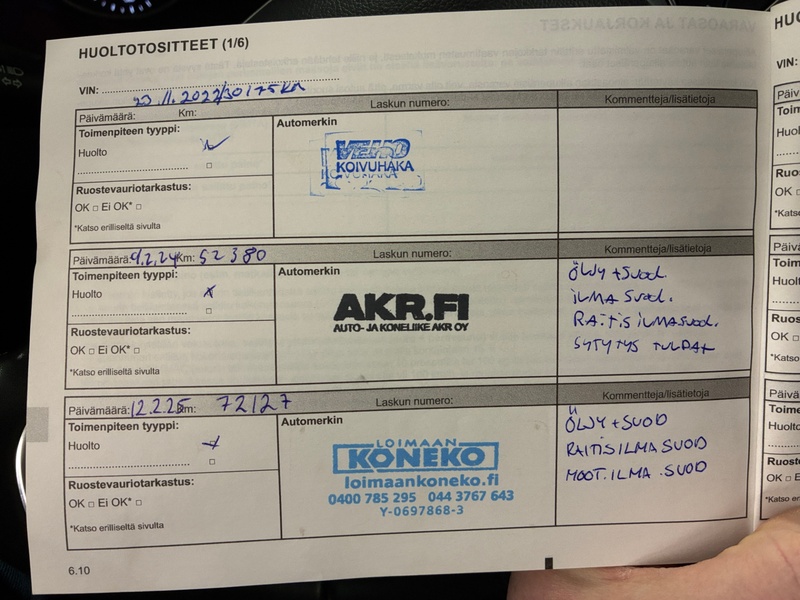 HUOLTOTOSITTEET (1/6)
HUO
VIN:
VIN:
23.11.2022/30175KM
Päivämäärä: Km: Laskun numero: Kommentteja/lisätietoja
Toimenpiteen tyyppi: Automerkin
Huolto
VEHO
KOIVUHAKA
Ruostevauriotarkastus:
OK □ Ei OK* □
*Katso erilliseltä sivulta
Päivämäärä: 9.2.24 Km: 52380 Laskun numero: Kommentteja/lisätietoja
Toimenpiteen tyyppi: Automerkin
Huolto x
AKR.FI
AUTO- JA KONELIIKE AKR OY
ÖLJY + SUOD.
ILMA SUOD.
RAITIS ILMASUOD.
SYTYTYS TULPAT
Ruostevauriotarkastus:
OK □ Ei OK* □
*Katso erilliseltä sivulta
Päivämäärä: 12.2.25 Km: 72127 Laskun numero: Kommentteja/lisätietoja
Toimenpiteen tyyppi: Automerkin
Huolto x
LOIMAAN
KONEKO
loimaankoneko.fi
0400 785 295 044 3767 643
Y-0697868-3
ÖLJY + SUOD
RAITISILMA SUOD
MOOT.ILMA .SUOD
Ruostevauriotarkastus:
OK □ Ei OK* □
*Katso erilliseltä sivulta
6.10